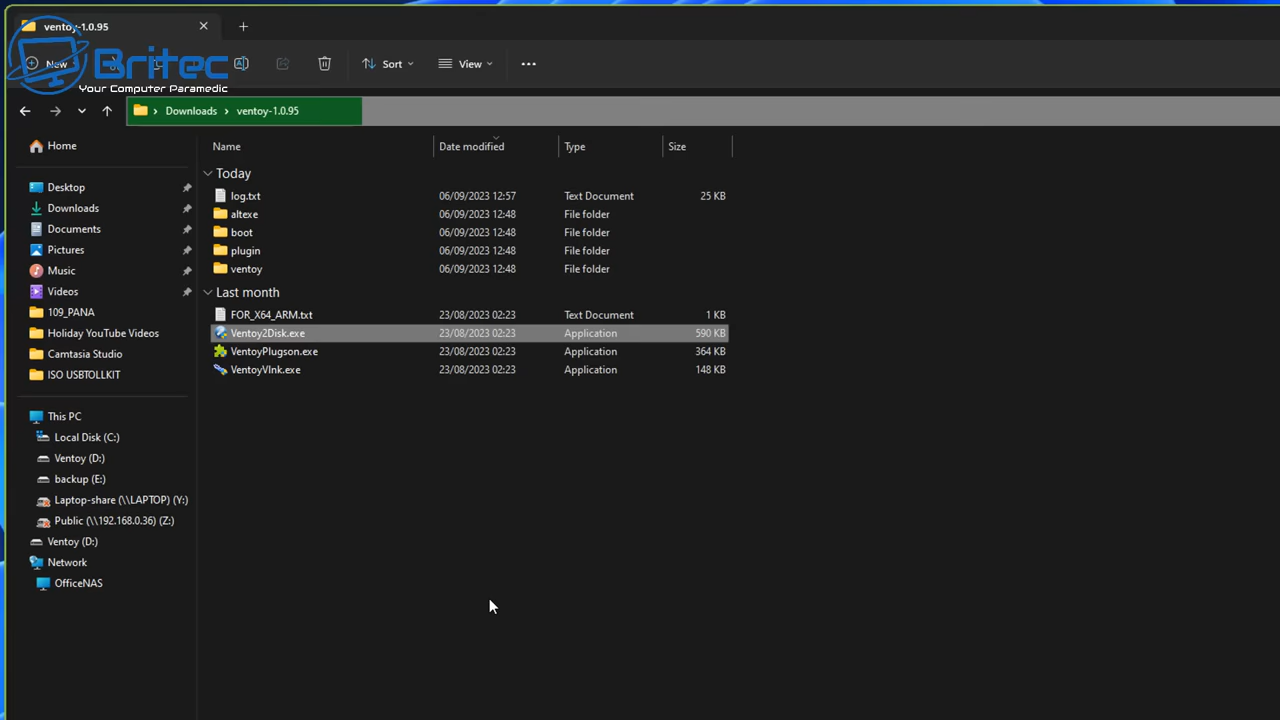 ventoy-1.0.95
Britec
Your Computer Paramedic
New
Sort
View
Downloads
ventoy-1.0.95
Home
Desktop
Downloads
Documents
Pictures
Music
Videos
109_PANA
Holiday YouTube Videos
Camtasia Studio
ISO USBTOLLKIT
This PC
Local Disk (C:)
Ventoy (D:)
backup (E:)
Laptop-share (\\LAPTOP) (Y:)
Public (\\192.168.0.36) (Z:)
Ventoy (D:)
Network
OfficeNAS
Name Date modified Type Size
Today
log.txt 06/09/2023 12:57 Text Document 25 KB
altexe 06/09/2023 12:48 File folder
boot 06/09/2023 12:48 File folder
plugin 06/09/2023 12:48 File folder
ventoy 06/09/2023 12:48 File folder
Last month
FOR_X64_ARM.txt 23/08/2023 02:23 Text Document 1 KB
Ventoy2Disk.exe 23/08/2023 02:23 Application 590 KB
VentoyPlugson.exe 23/08/2023 02:23 Application 364 KB
VentoyVlnk.exe 23/08/2023 02:23 Application 148 KB